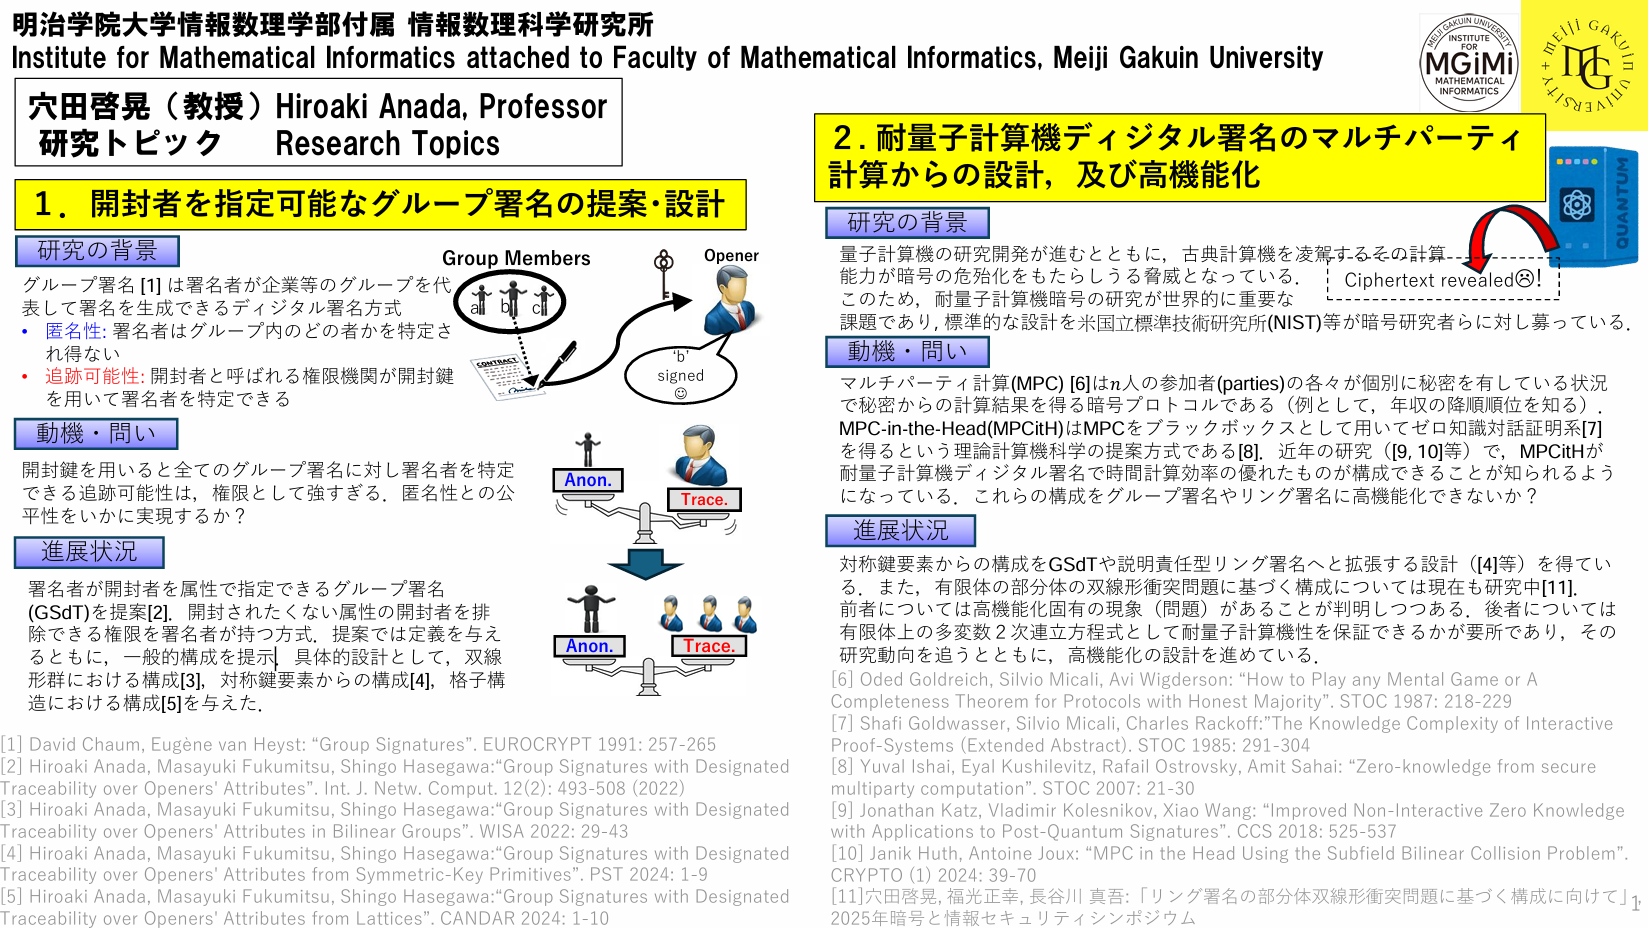 明治学院大学情報数理学部付属 情報数理科学研究所
Institute for Mathematical Informatics attached to Faculty of Mathematical Informatics, Meiji Gakuin University
MEIJI GAKUIN UNIVERSITY
INSTITUTE
FOR
MGiMi
MATHEMATICAL
INFORMATICS
MEIJI GAKUIN UNIVERSITY
MG
穴田啓晃（教授）Hiroaki Anada, Professor
研究トピック Research Topics
１．開封者を指定可能なグループ署名の提案・設計
研究の背景
グループ署名 [1] は署名者が企業等のグループを代
表して署名を生成できるディジタル署名方式
• 匿名性: 署名者はグループ内のどの者かを特定さ
れ得ない
• 追跡可能性: 開封者と呼ばれる権限機関が開封鍵
を用いて署名者を特定できる
Group Members
a b c
Opener
CONTRACT
‘b’
signed
☺
動機・問い
開封鍵を用いると全てのグループ署名に対し署名者を特定
できる追跡可能性は，権限として強すぎる．匿名性との公
平性をいかに実現するか？
Anon.
Trace.
進展状況
署名者が開封者を属性で指定できるグループ署名
(GSdT)を提案[2]．開封されたくない属性の開封者を排
除できる権限を署名者が持つ方式．提案では定義を与え
るともに，一般的構成を提示．具体的設計として，双線
形群における構成[3]，対称鍵要素からの構成[4]，格子構
造における構成[5]を与えた．
Anon.
Trace.
[1] David Chaum, Eugène van Heyst: “Group Signatures”. EUROCRYPT 1991: 257-265
[2] Hiroaki Anada, Masayuki Fukumitsu, Shingo Hasegawa:“Group Signatures with Designated
Traceability over Openers' Attributes”. Int. J. Netw. Comput. 12(2): 493-508 (2022)
[3] Hiroaki Anada, Masayuki Fukumitsu, Shingo Hasegawa:“Group Signatures with Designated
Traceability over Openers' Attributes in Bilinear Groups”. WISA 2022: 29-43
[4] Hiroaki Anada, Masayuki Fukumitsu, Shingo Hasegawa:“Group Signatures with Designated
Traceability over Openers' Attributes from Symmetric-Key Primitives”. PST 2024: 1-9
[5] Hiroaki Anada, Masayuki Fukumitsu, Shingo Hasegawa:“Group Signatures with Designated
Traceability over Openers' Attributes from Lattices”. CANDAR 2024: 1-10
２．耐量子計算機ディジタル署名のマルチパーティ
計算からの設計，及び高機能化
QUANTUM
研究の背景
量子計算機の研究開発が進むとともに，古典計算機を凌駕するその計算
能力が暗号の危殆化をもたらしうる脅威となっている．
このため，耐量子計算機暗号の研究が世界的に重要な
課題であり, 標準的な設計を米国立標準技術研究所(NIST)等が暗号研究者らに対し募っている．
Ciphertext revealed☹!
動機・問い
マルチパーティ計算(MPC) [6]はn人の参加者(parties)の各々が個別に秘密を有している状況
で秘密からの計算結果を得る暗号プロトコルである（例として，年収の降順順位を知る）．
MPC-in-the-Head(MPCitH)はMPCをブラックボックスとして用いてゼロ知識対話証明系[7]
を得るという理論計算機科学の提案方式である[8]．近年の研究（[9, 10]等）で，MPCitHが
耐量子計算機ディジタル署名で時間計算効率の優れたものが構成できることが知られるよう
になっている．これらの構成をグループ署名やリング署名に高機能化できないか？
進展状況
対称鍵要素からの構成をGSdTや説明責任型リング署名へと拡張する設計（[4]等）を得てい
る．また，有限体の部分体の双線形衝突問題に基づく構成については現在も研究中[11]．
前者については高機能化固有の現象（問題）があることが判明しつつある．後者については
有限体上の多変数２次連立方程式として耐量子計算機性を保証できるかが要所であり，その
研究動向を追うとともに，高機能化の設計を進めている．
[6] Oded Goldreich, Silvio Micali, Avi Wigderson: “How to Play any Mental Game or A
Completeness Theorem for Protocols with Honest Majority”. STOC 1987: 218-229
[7] Shafi Goldwasser, Silvio Micali, Charles Rackoff:”The Knowledge Complexity of Interactive
Proof-Systems (Extended Abstract). STOC 1985: 291-304
[8] Yuval Ishai, Eyal Kushilevitz, Rafail Ostrovsky, Amit Sahai: “Zero-knowledge from secure
multiparty computation”. STOC 2007: 21-30
[9] Jonathan Katz, Vladimir Kolesnikov, Xiao Wang: “Improved Non-Interactive Zero Knowledge
with Applications to Post-Quantum Signatures”. CCS 2018: 525-537
[10] Janik Huth, Antoine Joux: “MPC in the Head Using the Subfield Bilinear Collision Problem”.
CRYPTO (1) 2024: 39-70
[11]穴田啓晃, 福光正幸, 長谷川 真吾:「リング署名の部分体双線形衝突問題に基づく構成に向けて」,
2025年暗号と情報セキュリティシンポジウム
1